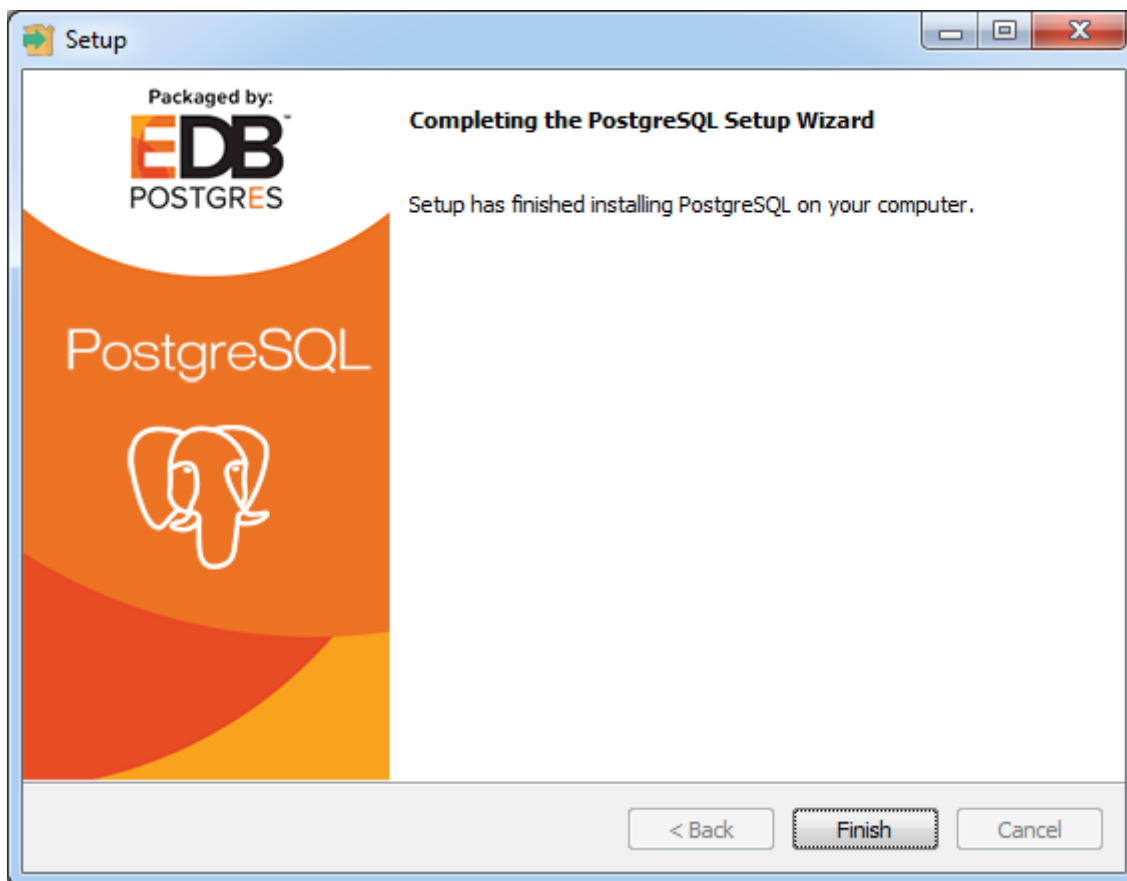 Setup
Packaged by:
EDB™
POSTGRES
PostgreSQL
Completing the PostgreSQL Setup Wizard
Setup has finished installing PostgreSQL on your computer.
< Back
Finish
Cancel